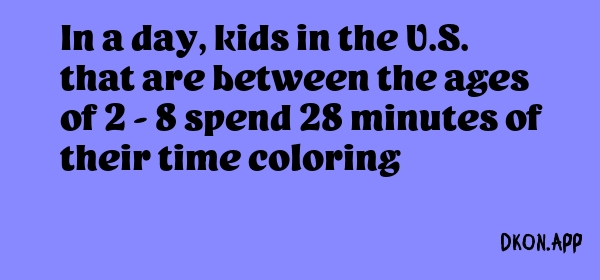 In a day, kids in the U.S.
that are between the ages
of 2 - 8 spend 28 minutes of
their time coloring
DKON.APP